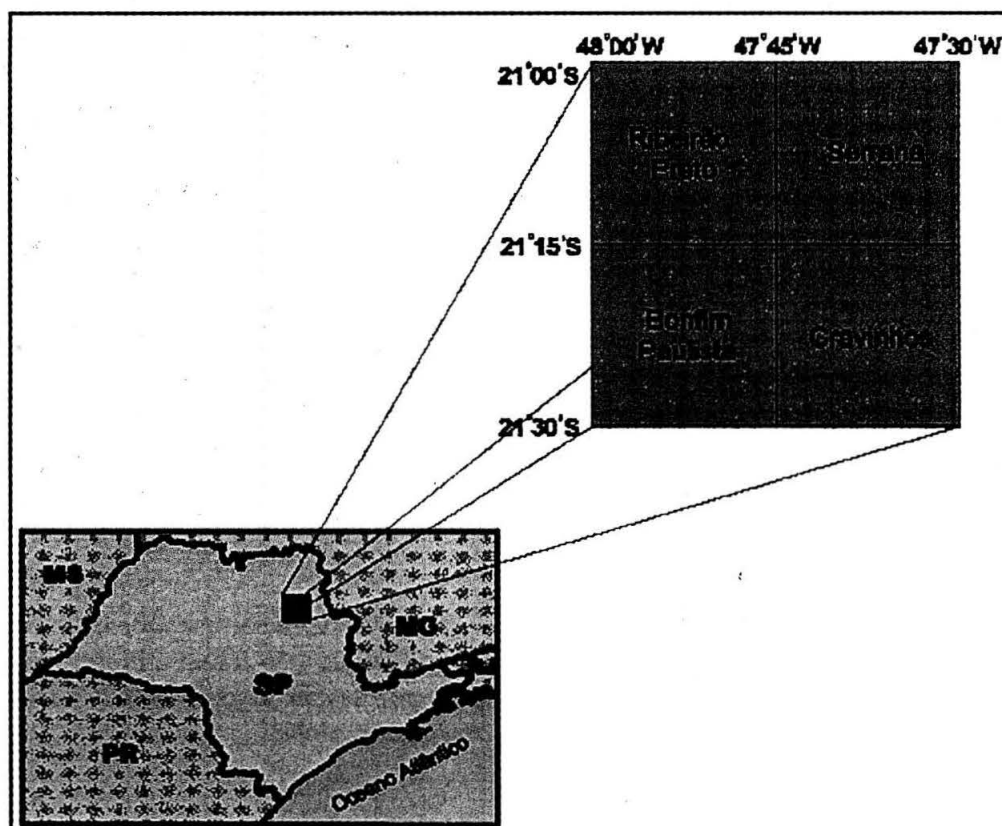 48°00'W 47°45'W 47°30'W
21°00'S
Ribeirão
Preto
Serrana
21°15'S
Bonfim
Paulista
Cravinhos
21°30'S
MS
MG
SP
PR
Oceano Atlântico